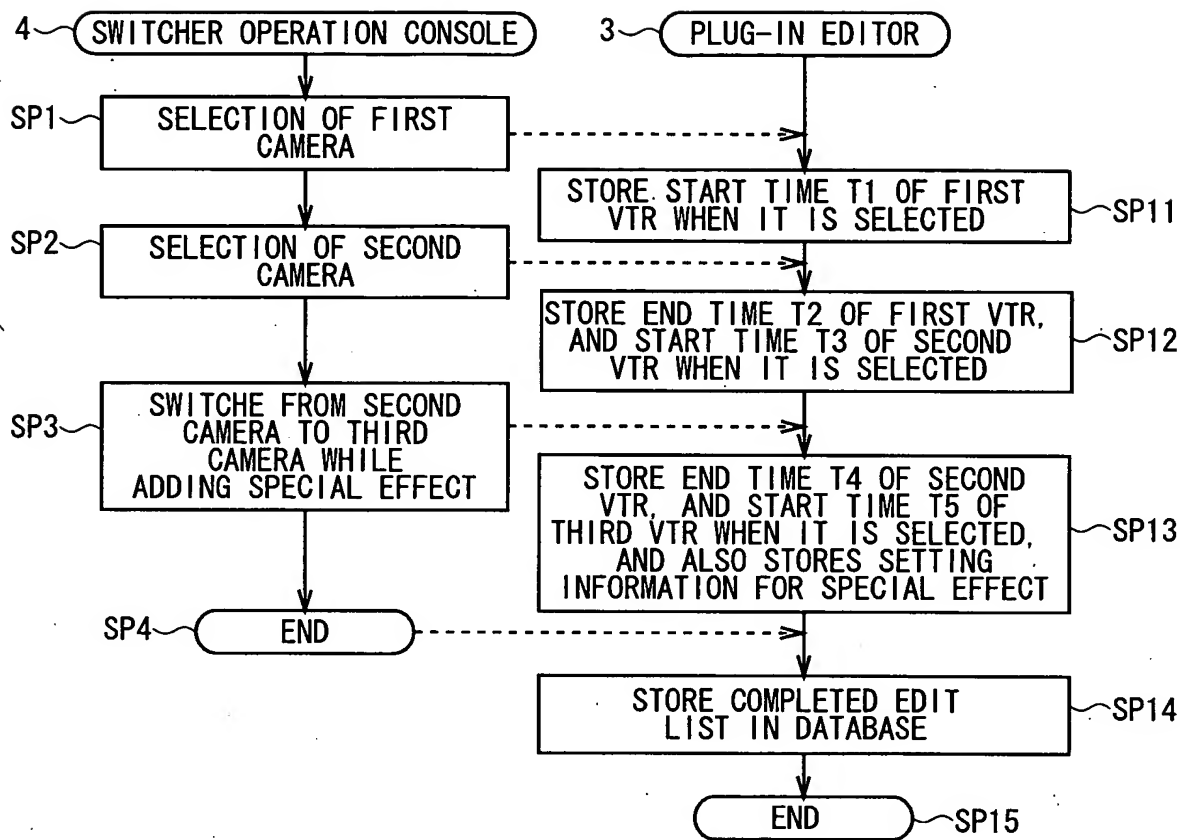 4
SWITCHER OPERATION CONSOLE
SP1
SELECTION OF FIRST
CAMERA
SP2
SELECTION OF SECOND
CAMERA
SP3
SWITCHE FROM SECOND
CAMERA TO THIRD
CAMERA WHILE
ADDING SPECIAL EFFECT
SP4
END
3
PLUG-IN EDITOR
STORE START TIME T1 OF FIRST
VTR WHEN IT IS SELECTED
SP11
STORE END TIME T2 OF FIRST VTR,
AND START TIME T3 OF SECOND
VTR WHEN IT IS SELECTED
SP12
STORE END TIME T4 OF SECOND
VTR, AND START TIME T5 OF
THIRD VTR WHEN IT IS SELECTED,
AND ALSO STORES SETTING
INFORMATION FOR SPECIAL EFFECT
SP13
STORE COMPLETED EDIT
LIST IN DATABASE
SP14
END
SP15